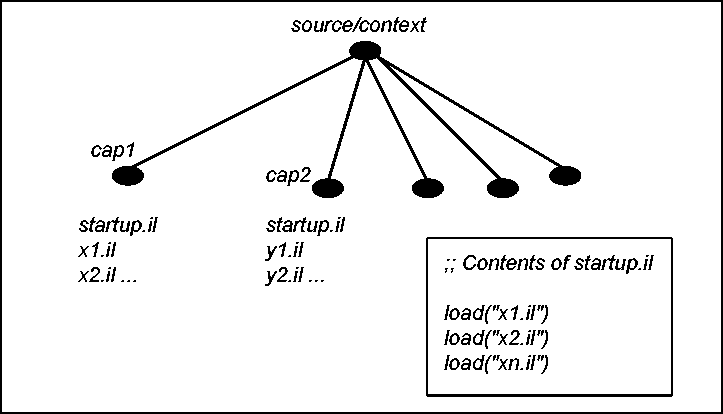 source/context
cap1
cap2
startup.il
x1.il
x2.il ...
startup.il
y1.il
y2.il ...
;; Contents of startup.il
load("x1.il")
load("x2.il")
load("xn.il")